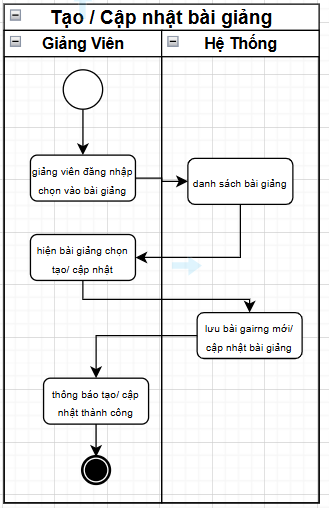 Tạo / Cập nhật bài giảng
Giảng Viên
Hệ Thống
giảng viên đăng nhập
chọn vào bài giảng
danh sách bài giảng
hiện bài giảng chọn
tạo/ cập nhật
lưu bài gairng mới/
cập nhật bài giảng
thông báo tạo/ cập
nhật thành công